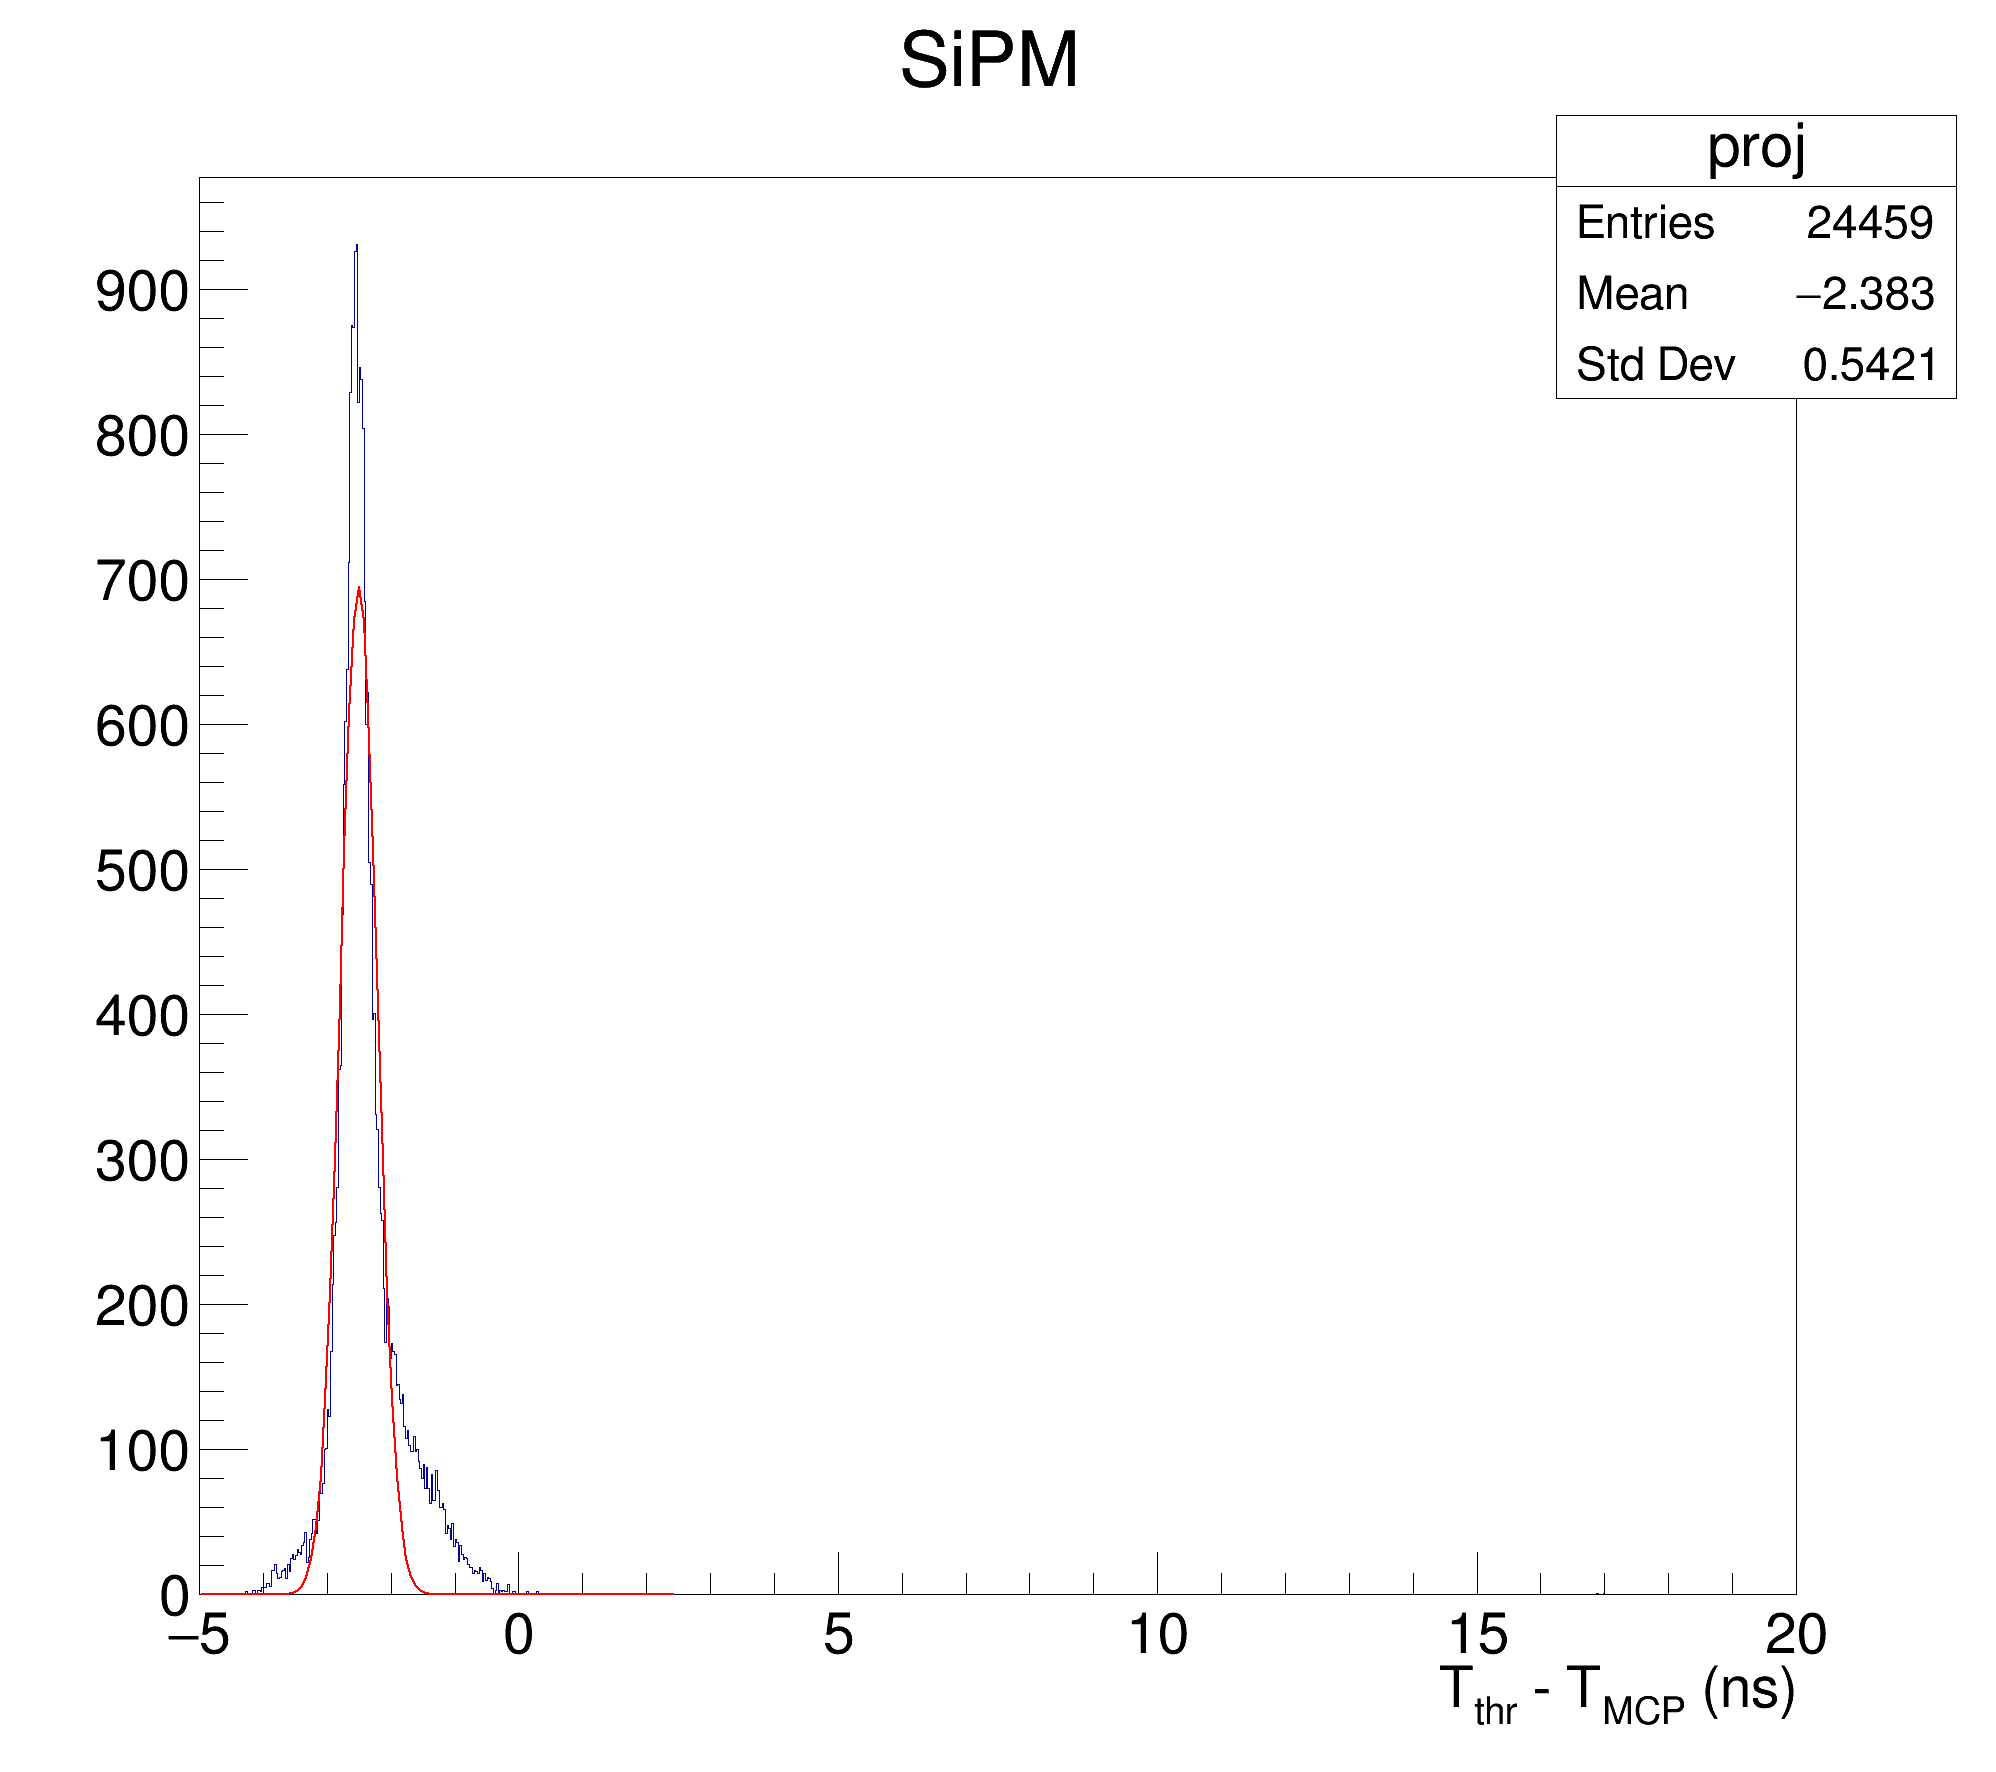 SiPM
proj
Entries 24459
Mean −2.383
Std Dev 0.5421
900
800
700
600
500
400
300
200
100
0
−5 0 5 10 15 20
T_thr - T_MCP (ns)